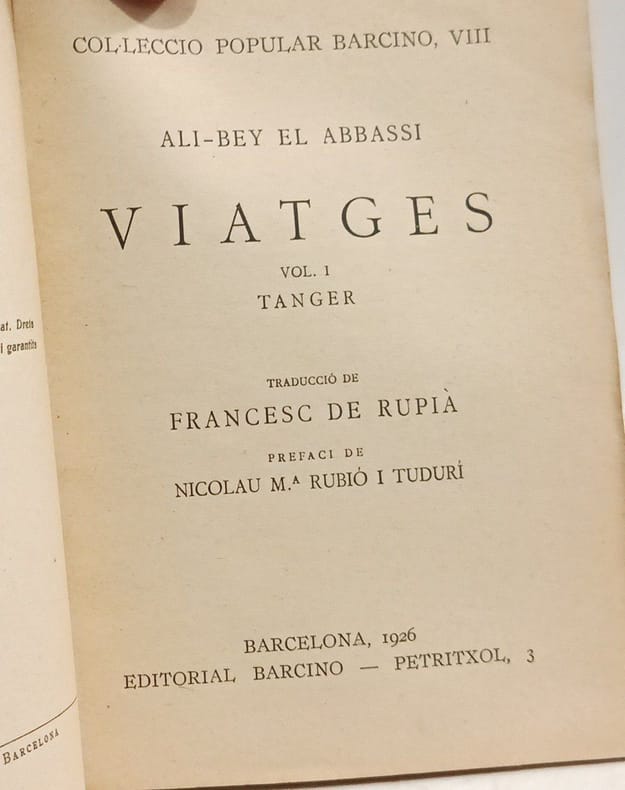 COL·LECCIO POPULAR BARCINO, VIII
ALI-BEY EL ABBASSI
VIATGES
VOL. I
TANGER
TRADUCCIÓ DE
FRANCESC DE RUPIÀ
PREFACI DE
NICOLAU M.ª RUBIÓ I TUDURÍ
BARCELONA, 1926
EDITORIAL BARCINO — PETRITXOL, 3
at. Drets
i garantits
BARCELONA